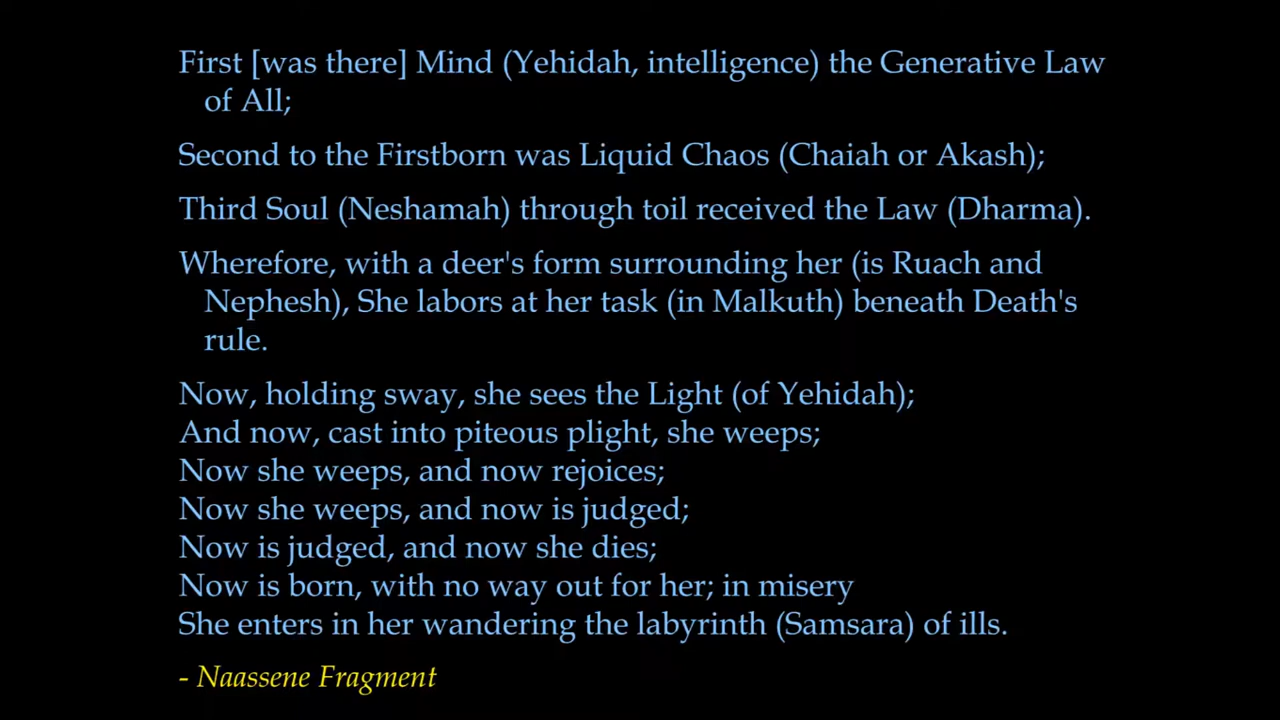 First [was there] Mind (Yehidah, intelligence) the Generative Law
of All;
Second to the Firstborn was Liquid Chaos (Chaiah or Akash);
Third Soul (Neshamah) through toil received the Law (Dharma).
Wherefore, with a deer's form surrounding her (is Ruach and
Nephesh), She labors at her task (in Malkuth) beneath Death's
rule.
Now, holding sway, she sees the Light (of Yehidah);
And now, cast into piteous plight, she weeps;
Now she weeps, and now rejoices;
Now she weeps, and now is judged;
Now is judged, and now she dies;
Now is born, with no way out for her; in misery
She enters in her wandering the labyrinth (Samsara) of ills.
- Naassene Fragment